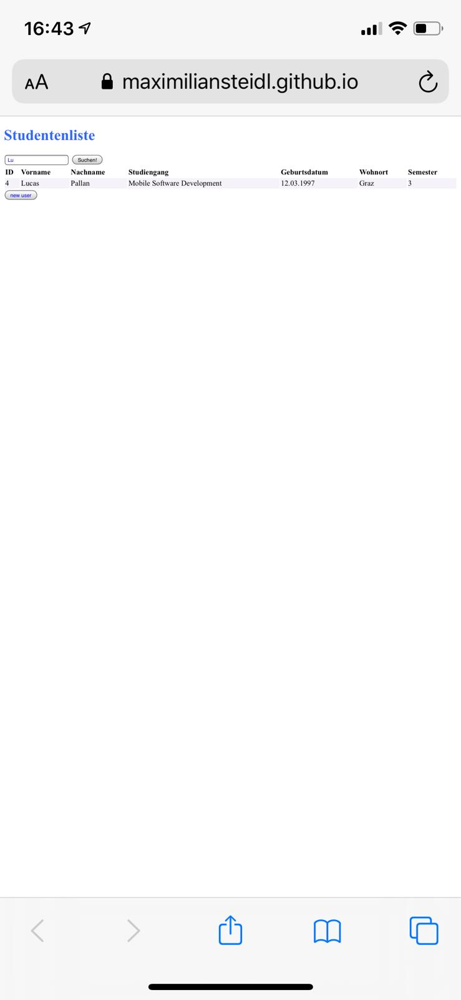 16:43
AA maximiliansteidl.github.io
Studentenliste
Lu Suchen!
ID Vorname Nachname Studiengang Geburtsdatum Wohnort Semester
4 Lucas Pallan Mobile Software Development 12.03.1997 Graz 3
new user